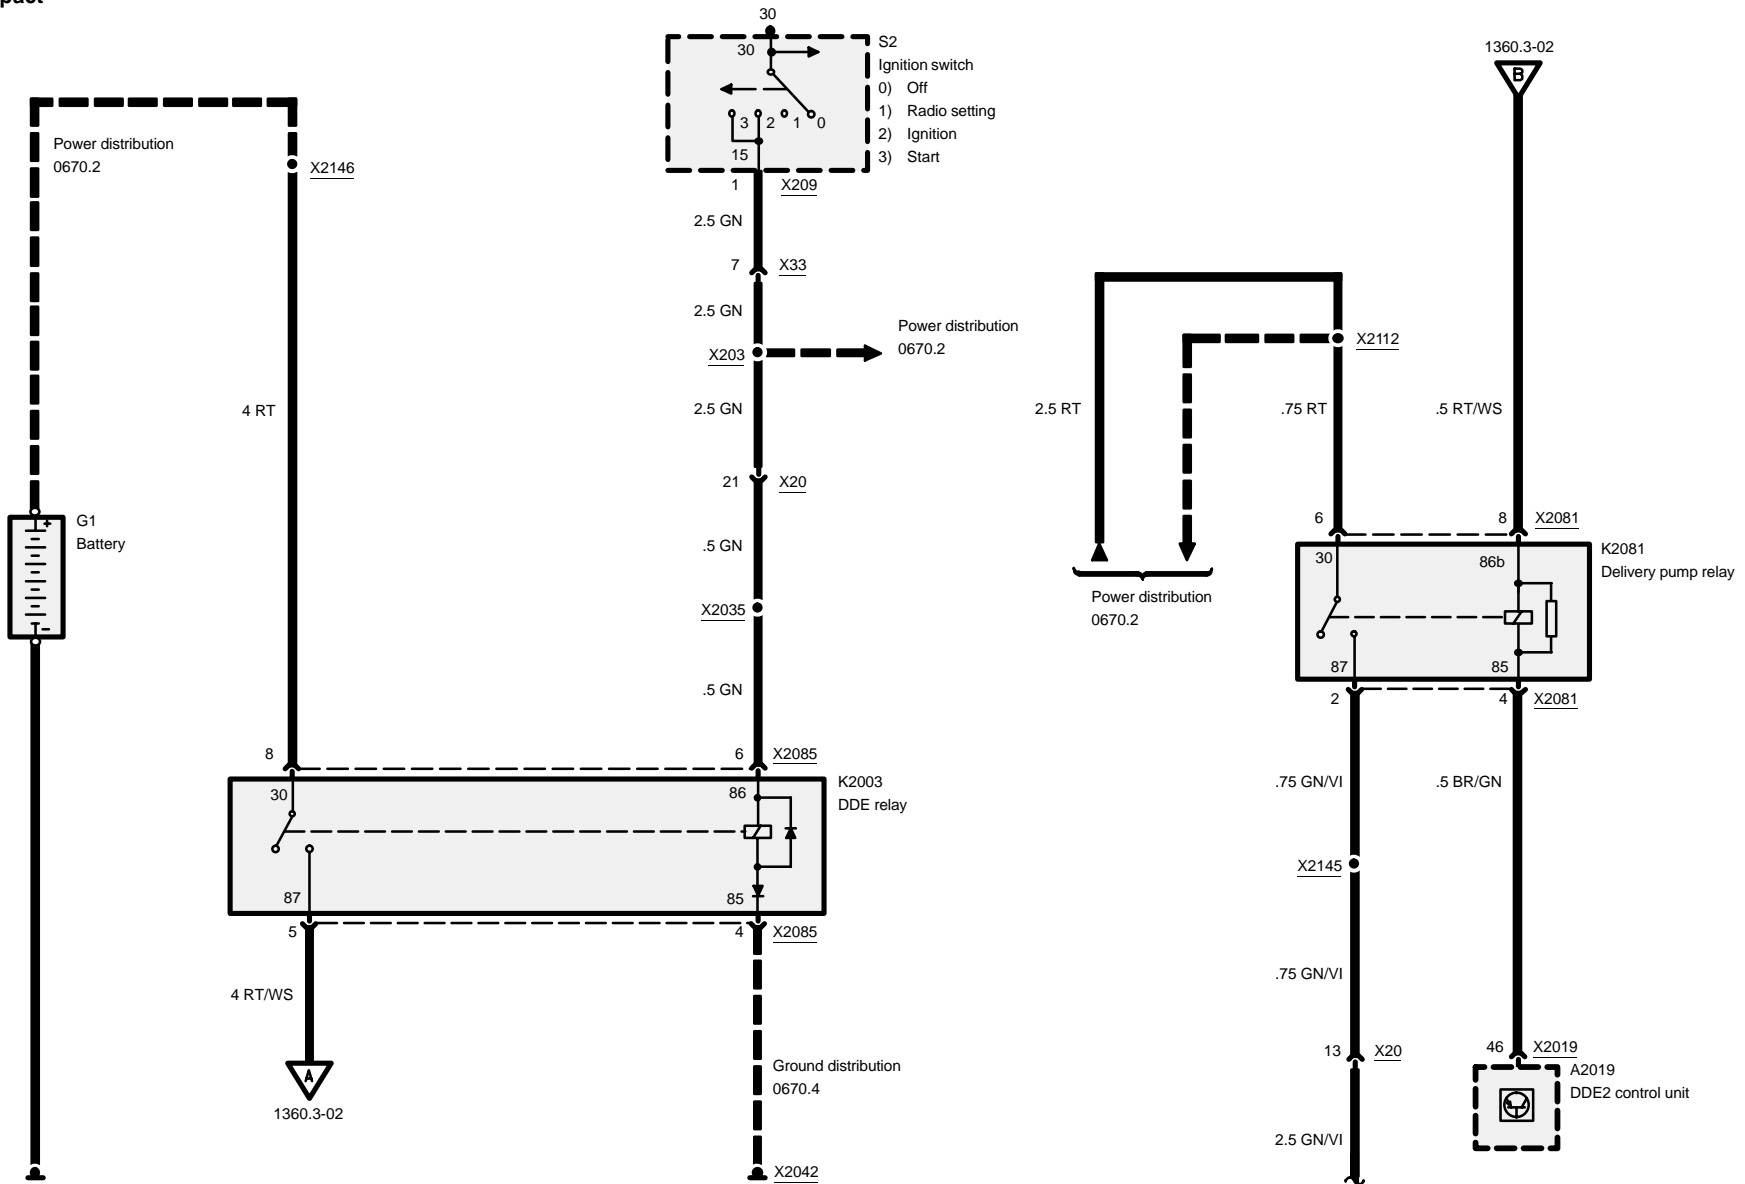 30
30
S2
Ignition switch
0) Off
1) Radio setting
2) Ignition
3) Start
3 2 1 0
15
1 X209
2.5 GN
7 X33
2.5 GN
X203
Power distribution
0670.2
2.5 GN
21 X20
.5 GN
X2035
.5 GN
Power distribution
0670.2
X2146
4 RT
G1
Battery
+
-
8 6 X2085
30 86
K2003
DDE relay
87 85
5 4 X2085
4 RT/WS
A
1360.3-02
Ground distribution
0670.4
X2042
1360.3-02
B
X2112
2.5 RT
.75 RT
.5 RT/WS
Power distribution
0670.2
6 8 X2081
30 86b
K2081
Delivery pump relay
87 85
2 4 X2081
.75 GN/VI
.5 BR/GN
X2145
.75 GN/VI
13 X20
46 X2019
A2019
DDE2 control unit
2.5 GN/VI